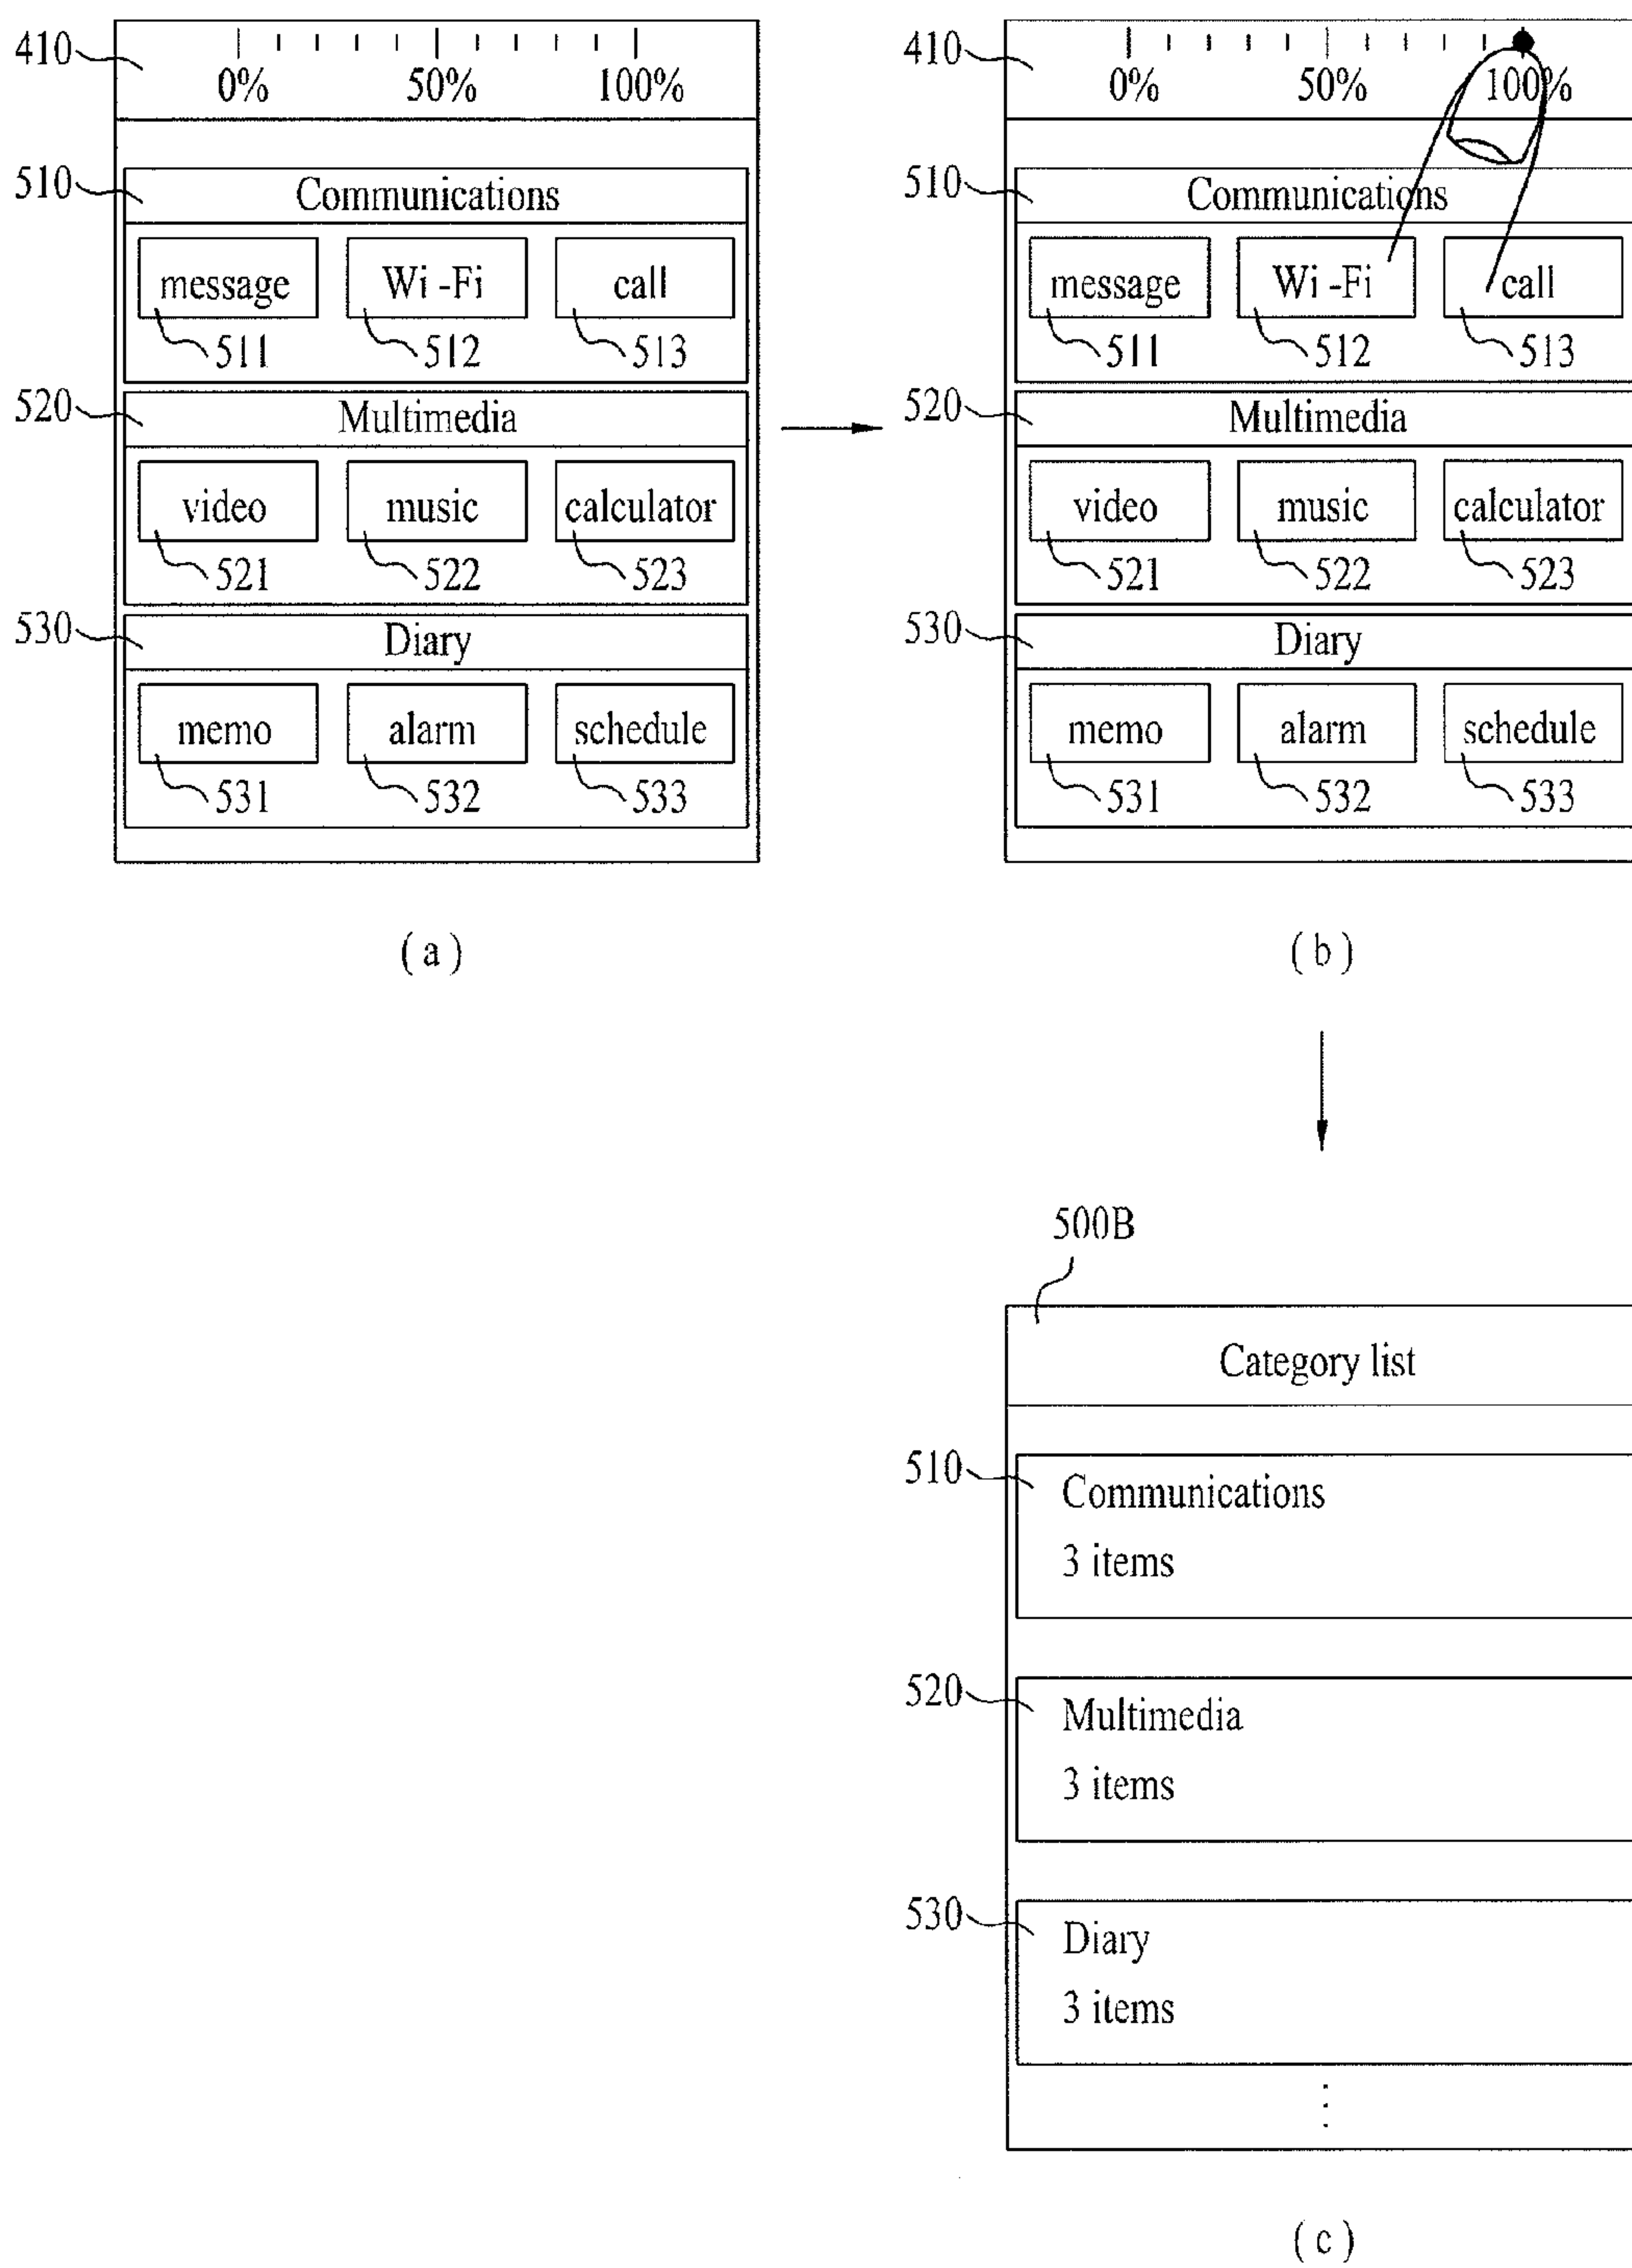 410
0% 50% 100%
510
Communications
message Wi-Fi call
511 512 513
520
Multimedia
video music calculator
521 522 523
530
Diary
memo alarm schedule
531 532 533
(a)
410
0% 50% 100%
510
Communications
message Wi-Fi call
511 512 513
520
Multimedia
video music calculator
521 522 523
530
Diary
memo alarm schedule
531 532 533
(b)
500B
Category list
510
Communications
3 items
520
Multimedia
3 items
530
Diary
3 items
(c)